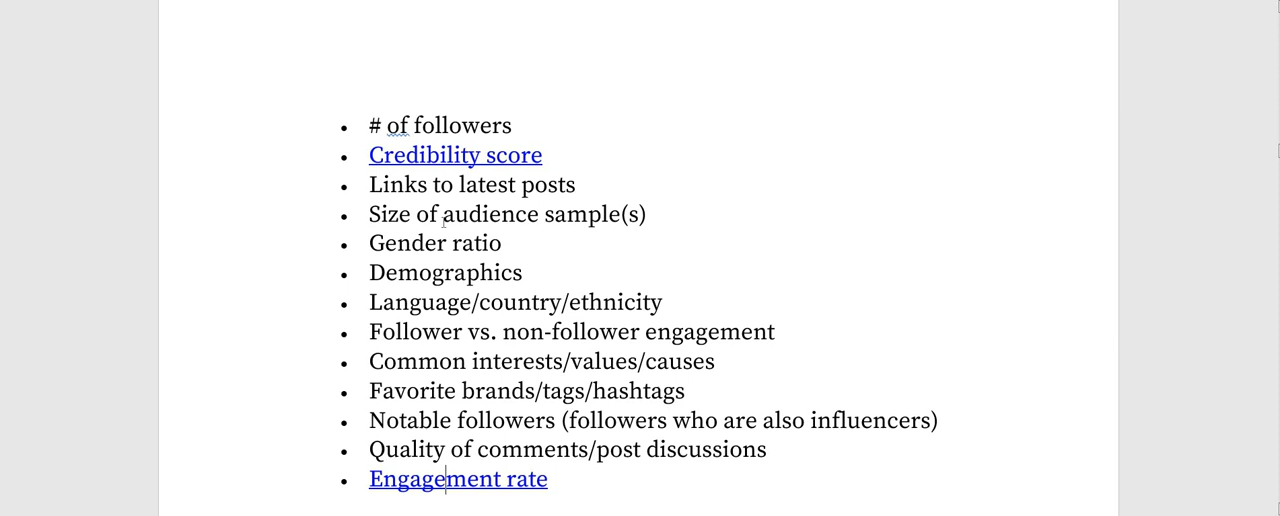 # of followers
Credibility score
Links to latest posts
Size of audience sample(s)
Gender ratio
Demographics
Language/country/ethnicity
Follower vs. non-follower engagement
Common interests/values/causes
Favorite brands/tags/hashtags
Notable followers (followers who are also influencers)
Quality of comments/post discussions
Engagement rate